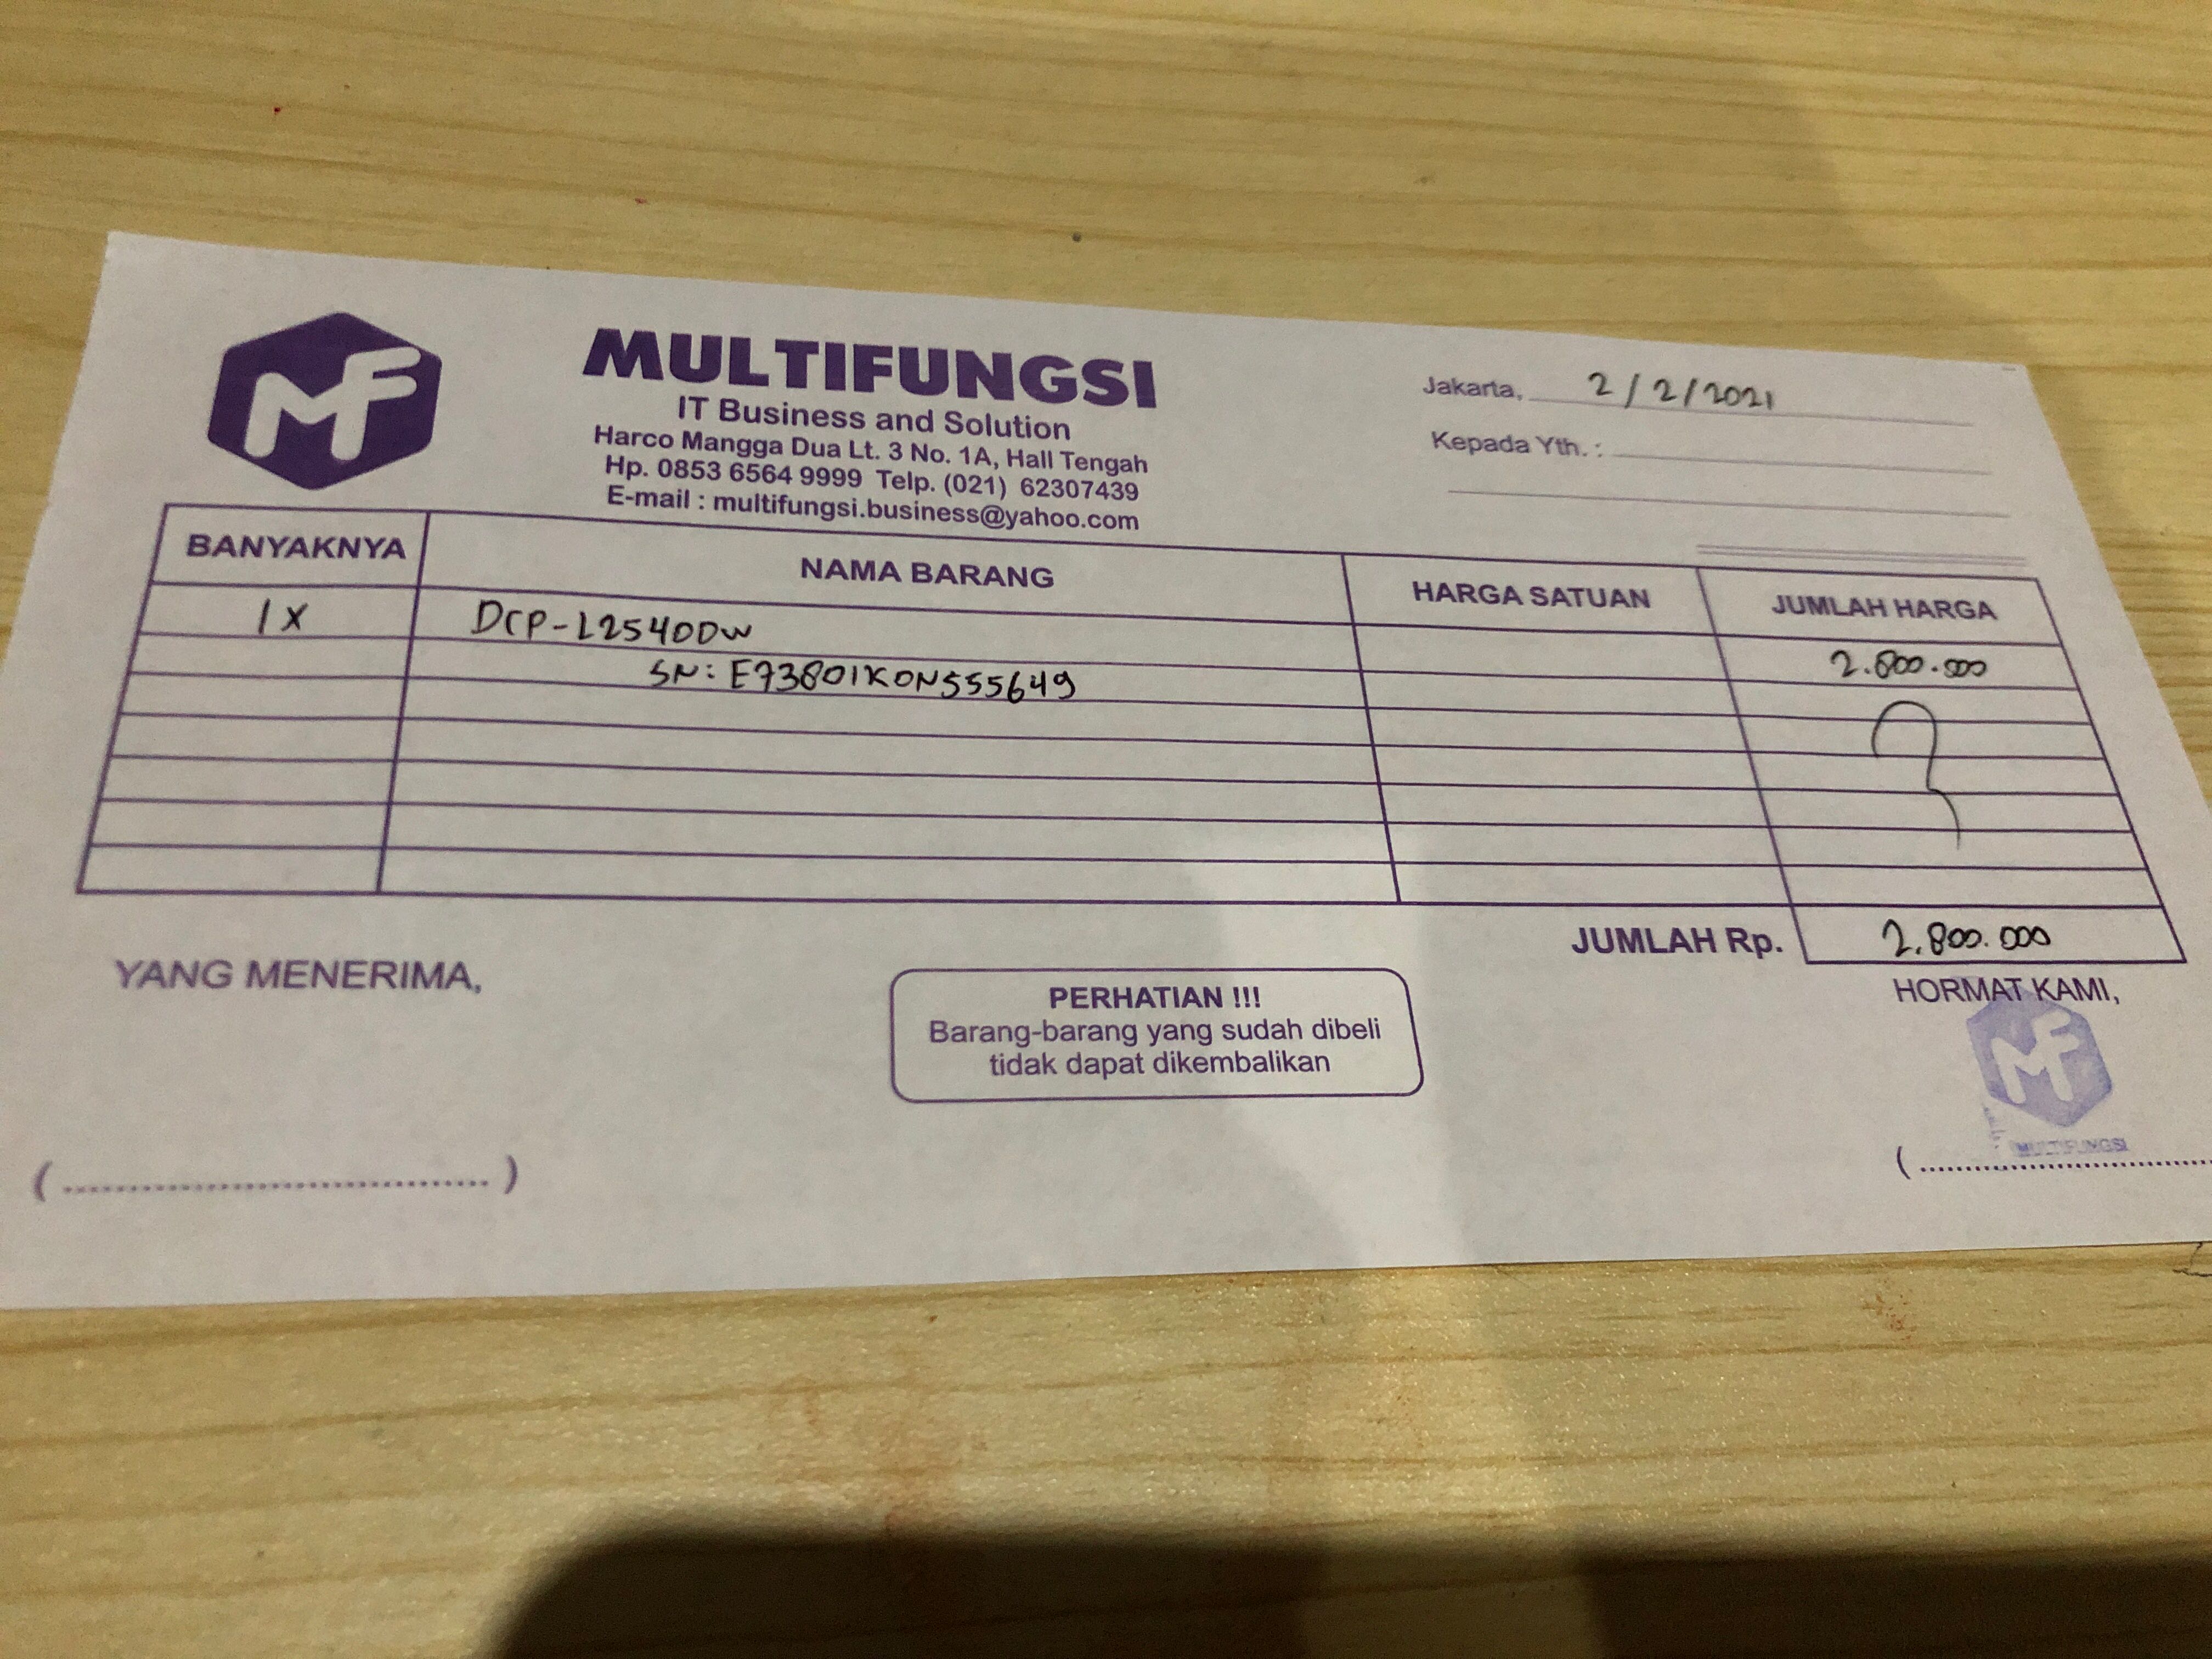 MF
MULTIFUNGSI
IT Business and Solution
Harco Mangga Dua Lt. 3 No. 1A, Hall Tengah
Hp. 0853 6564 9999 Telp. (021) 62307439
E-mail : multifungsi.business@yahoo.com
Jakarta, 2/2/2021
Kepada Yth. :
BANYAKNYA NAMA BARANG HARGA SATUAN JUMLAH HARGA
1X DCP-L2540DW 2.800.000
SN: E73801K0N555649
JUMLAH Rp. 2.800.000
YANG MENERIMA,
PERHATIAN !!!
Barang-barang yang sudah dibeli
tidak dapat dikembalikan
HORMAT KAMI,
MF
MULTIFUNGSI
(................................)
(................................